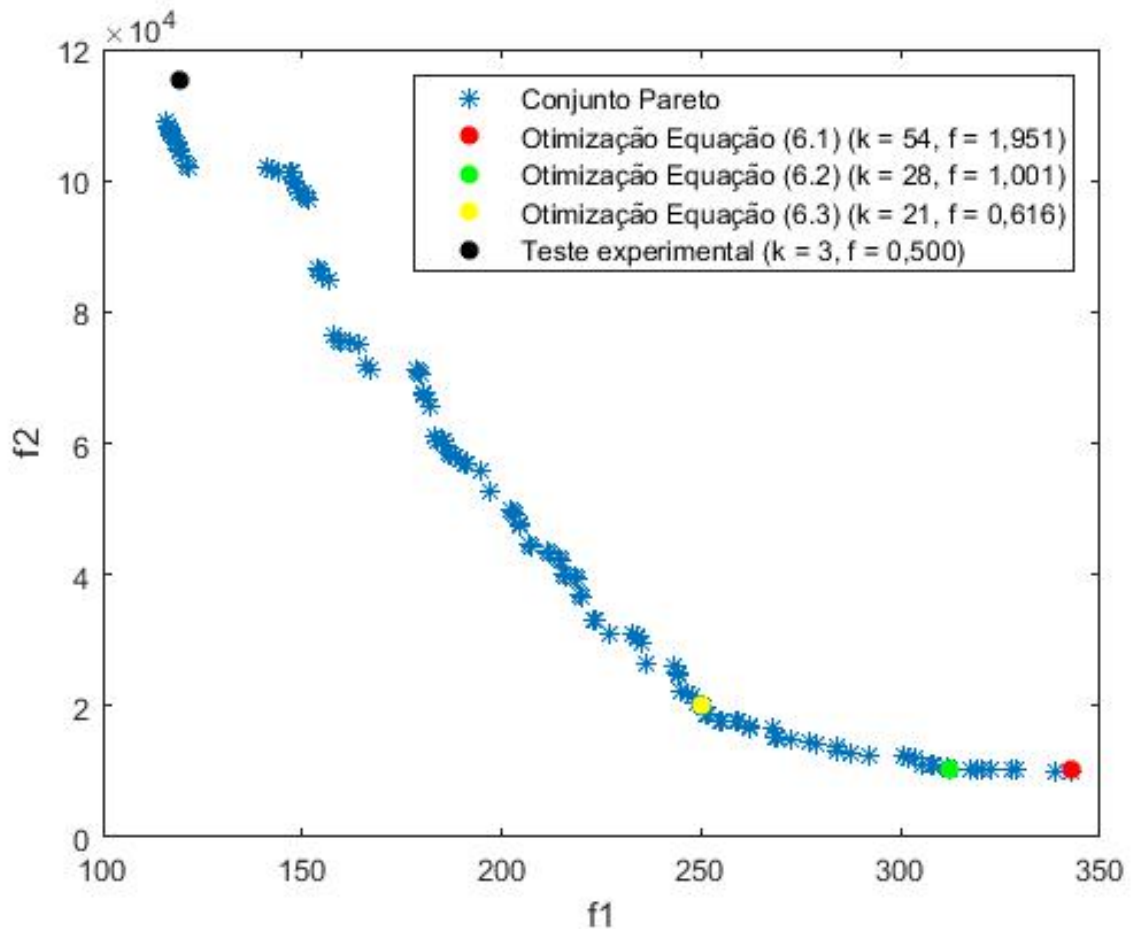 × 10⁴
12
10
8
6
4
2
0
f2
Conjunto Pareto
Otimização Equação (6.1) (k = 54, f = 1,951)
Otimização Equação (6.2) (k = 28, f = 1,001)
Otimização Equação (6.3) (k = 21, f = 0,616)
Teste experimental (k = 3, f = 0,500)
100 150 200 250 300 350
f1